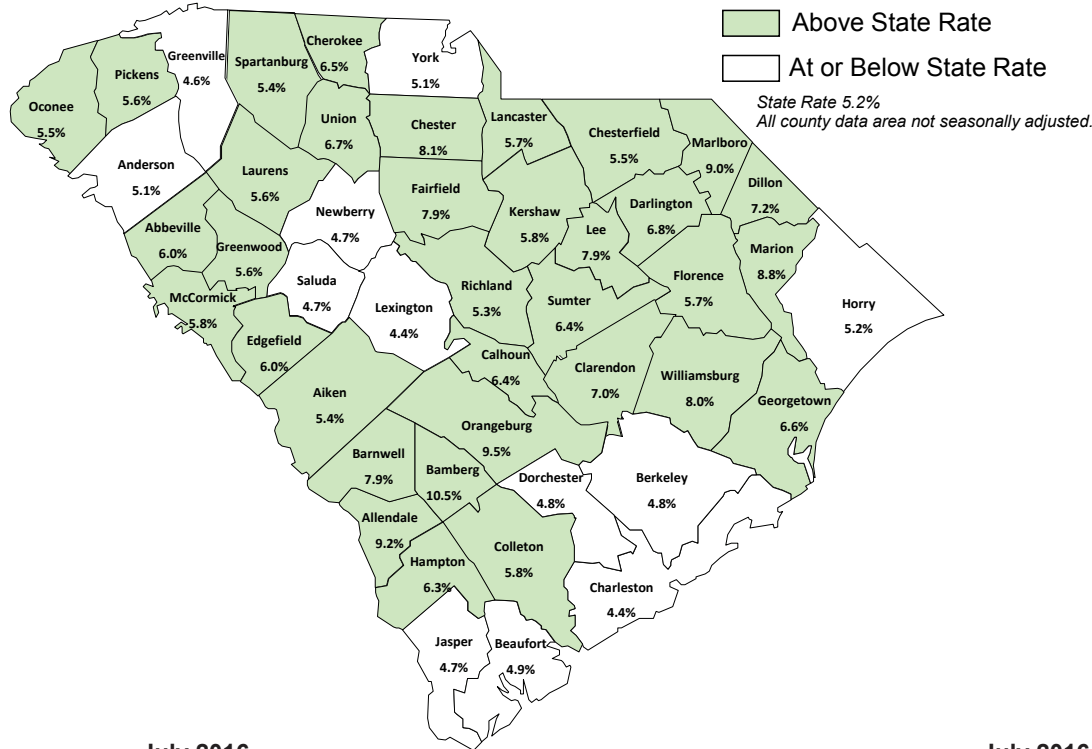 Above State Rate
At or Below State Rate
State Rate 5.2%
All county data area not seasonally adjusted.
Oconee
5.5%
Pickens
5.6%
Greenville
4.6%
Spartanburg
5.4%
Cherokee
6.5%
York
5.1%
Anderson
5.1%
Union
6.7%
Chester
8.1%
Lancaster
5.7%
Chesterfield
5.5%
Marlboro
9.0%
Dillon
7.2%
Laurens
5.6%
Abbeville
6.0%
Greenwood
5.6%
Newberry
4.7%
Fairfield
7.9%
Kershaw
5.8%
Lee
7.9%
Darlington
6.8%
Florence
5.7%
Marion
8.8%
Horry
5.2%
McCormick
5.8%
Saluda
4.7%
Edgefield
6.0%
Lexington
4.4%
Richland
5.3%
Sumter
6.4%
Calhoun
6.4%
Clarendon
7.0%
Williamsburg
8.0%
Georgetown
6.6%
Aiken
5.4%
Orangeburg
9.5%
Barnwell
7.9%
Bamberg
10.5%
Dorchester
4.8%
Berkeley
4.8%
Allendale
9.2%
Hampton
6.3%
Colleton
5.8%
Charleston
4.4%
Jasper
4.7%
Beaufort
4.9%
July 2016
July 2016